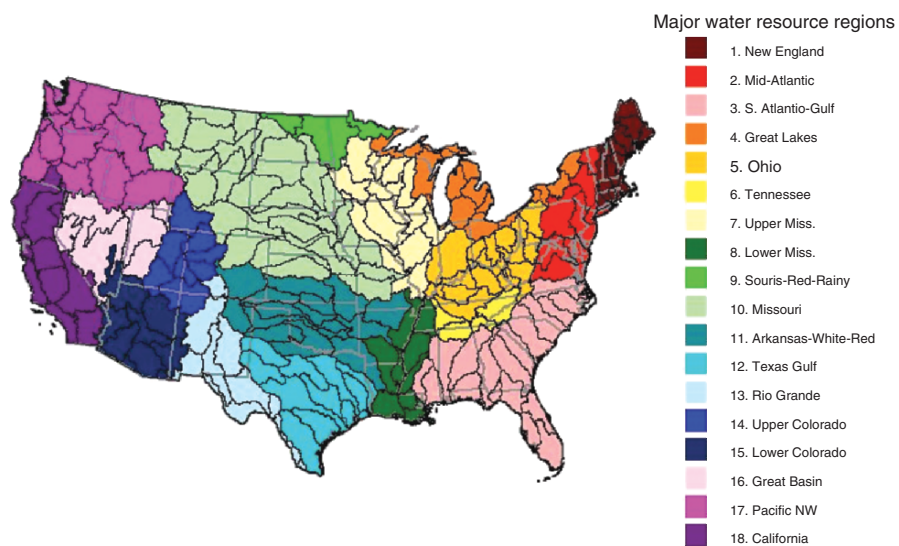 Major water resource regions
1. New England
2. Mid-Atlantic
3. S. Atlantio-Gulf
4. Great Lakes
5. Ohio
6. Tennessee
7. Upper Miss.
8. Lower Miss.
9. Souris-Red-Rainy
10. Missouri
11. Arkansas-White-Red
12. Texas Gulf
13. Rio Grande
14. Upper Colorado
15. Lower Colorado
16. Great Basin
17. Pacific NW
18. California